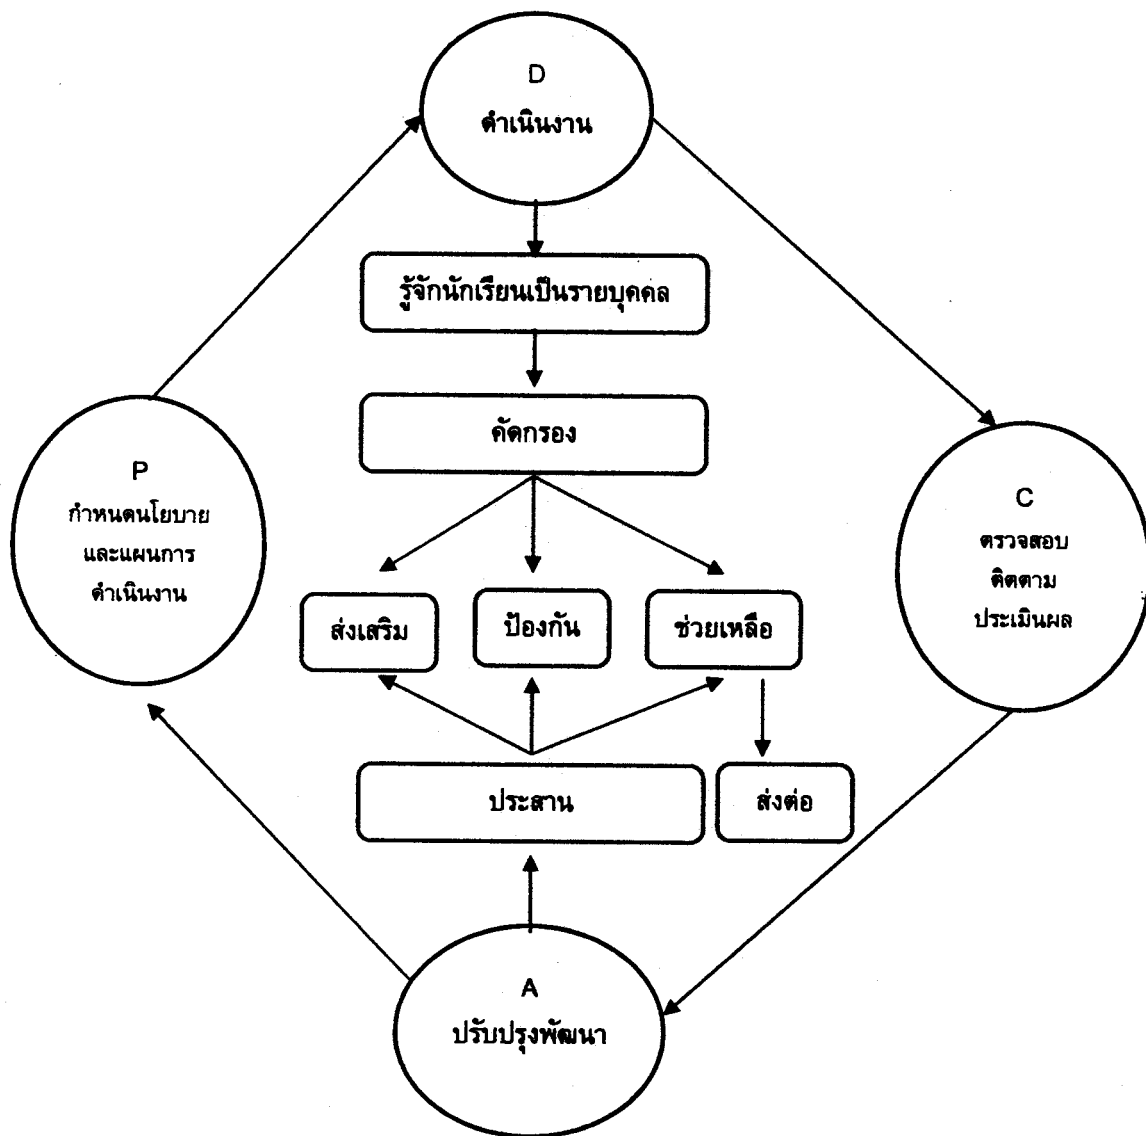 D
ดำเนินงาน
รู้จักนักเรียนเป็นรายบุคคล
คัดกรอง
P
กำหนดนโยบาย
และแผนการ
ดำเนินงาน
C
ตรวจสอบ
ติดตาม
ประเมินผล
ส่งเสริม
ป้องกัน
ช่วยเหลือ
ประสาน
ส่งต่อ
A
ปรับปรุงพัฒนา